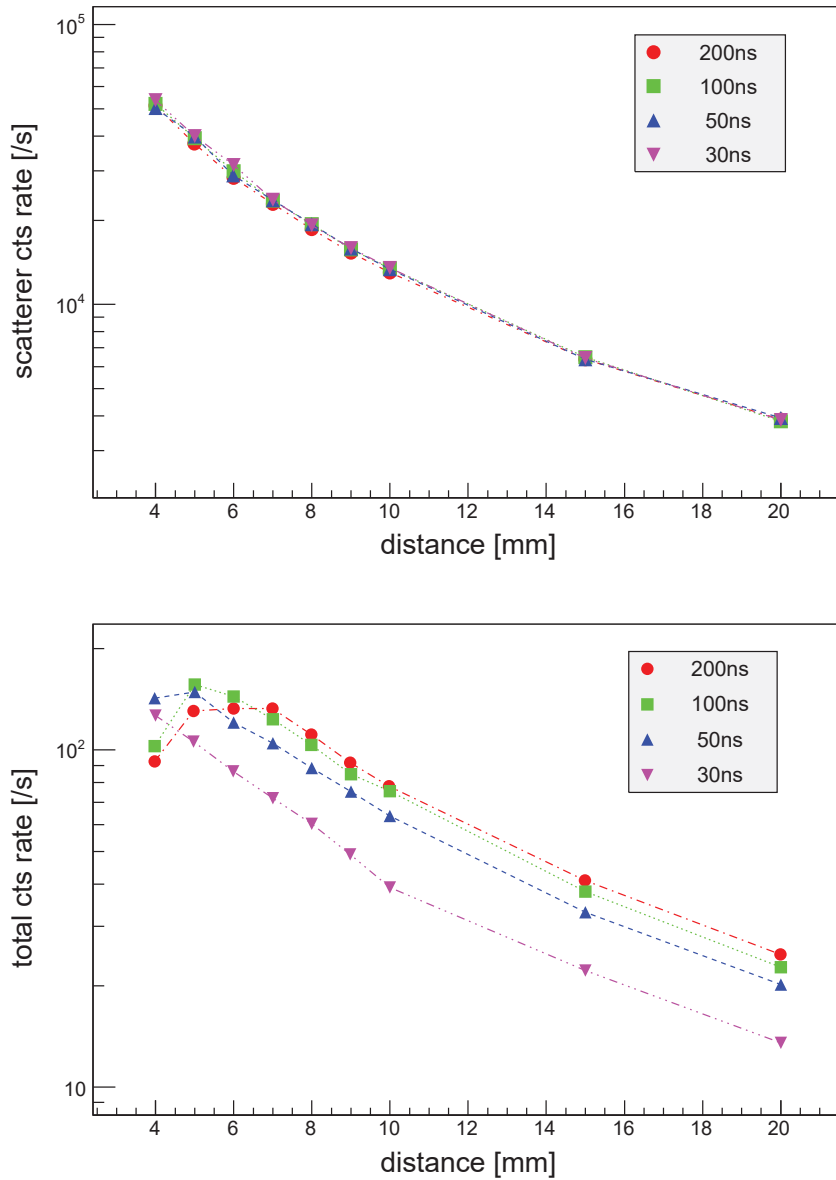 10^5
200ns
100ns
50ns
30ns
scatterer cts rate [/s]
10^4
4 6 8 10 12 14 16 18 20
distance [mm]
200ns
100ns
50ns
30ns
10^2
total cts rate [/s]
10
4 6 8 10 12 14 16 18 20
distance [mm]